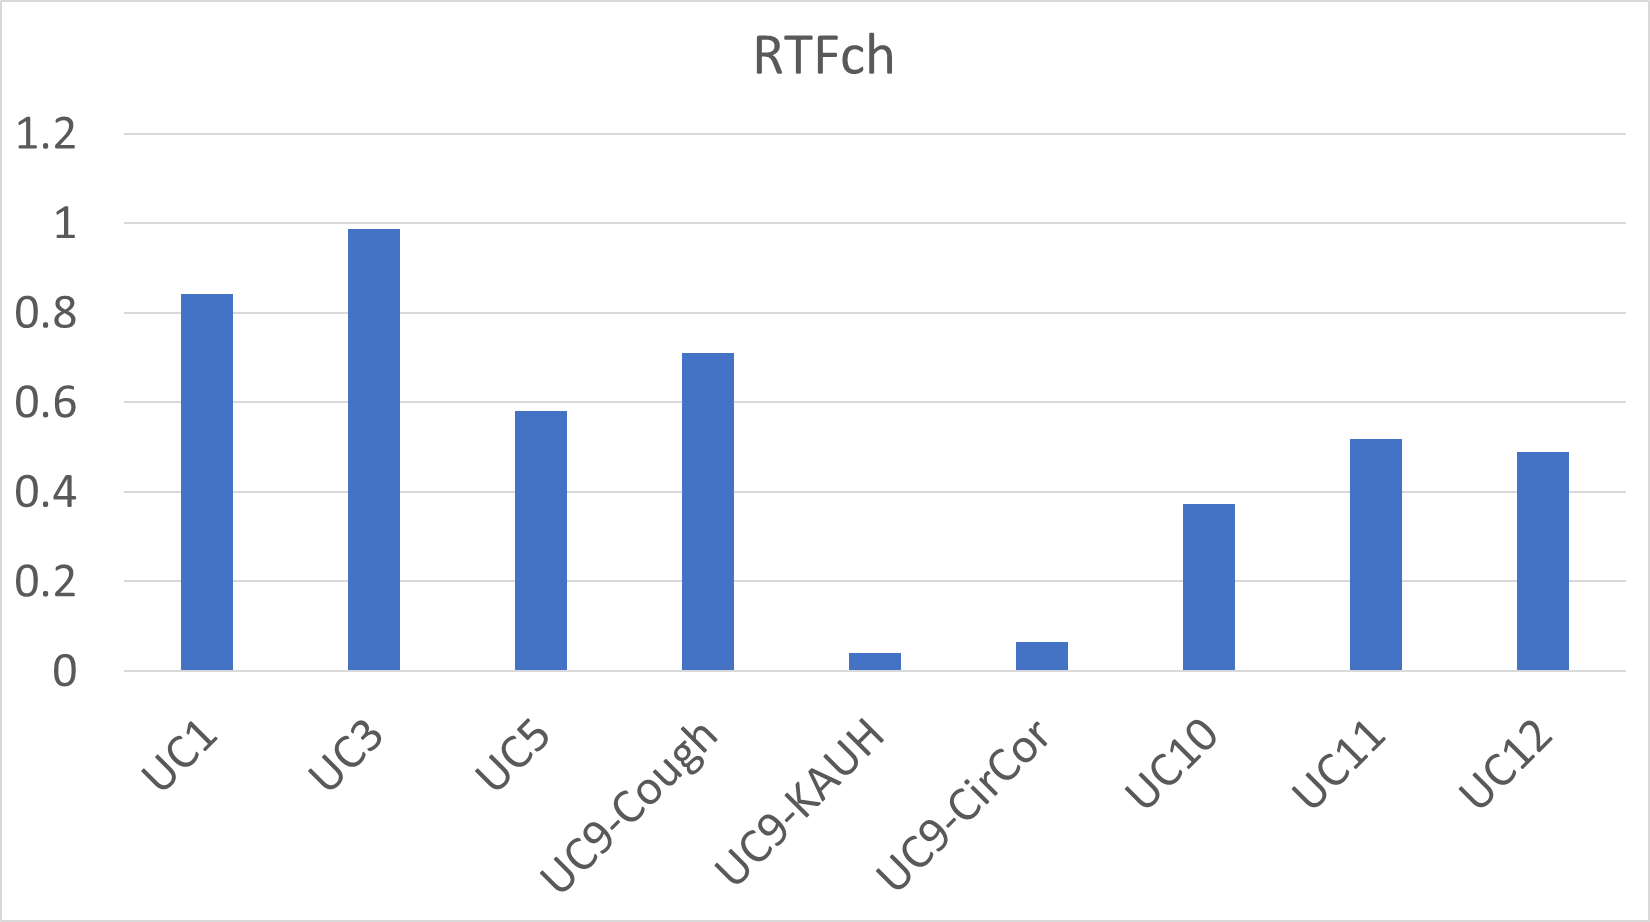 RTFch
1.2
1
0.8
0.6
0.4
0.2
0
UC1
UC3
UC5
UC9-Cough
UC9-KAUH
UC9-CirCor
UC10
UC11
UC12